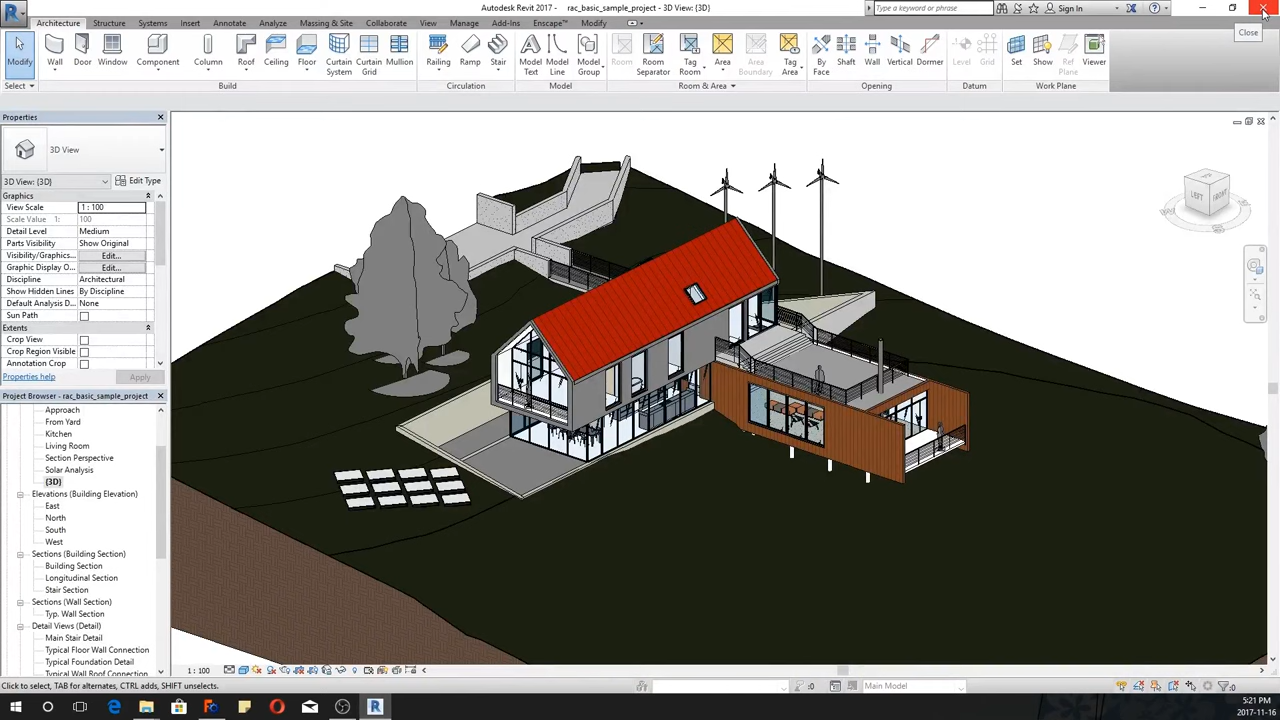 Autodesk Revit 2017 - rac_basic_sample_project - 3D View: {3D}
Type a keyword or phrase
Sign In
Close
Architecture Structure Systems Insert Annotate Analyze Massing & Site Collaborate View Manage Add-Ins Enscape™ Modify
Modify Wall Door Window Component Column Roof Ceiling Floor Curtain System Curtain Grid Mullion Railing Ramp Stair Model Text Model Line Model Group Room Room Separator Tag Room Area Area Boundary Tag Area By Face Shaft Wall Vertical Dormer Level Grid Set Show Ref Plane Viewer
Select Build Circulation Model Room & Area Opening Datum Work Plane
Properties
3D View
3D View: {3D}
Edit Type
Graphics
View Scale 1 : 100
Scale Value 1: 100
Detail Level Medium
Parts Visibility Show Original
Visibility/Graphics... Edit...
Graphic Display O... Edit...
Discipline Architectural
Show Hidden Lines By Discipline
Default Analysis D... None
Sun Path
Extents
Crop View
Crop Region Visible
Annotation Crop
Properties help
Apply
Project Browser - rac_basic_sample_project
Approach
From Yard
Kitchen
Living Room
Section Perspective
Solar Analysis
{3D}
Elevations (Building Elevation)
East
North
South
West
Sections (Building Section)
Building Section
Longitudinal Section
Stair Section
Sections (Wall Section)
Typ. Wall Section
Detail Views (Detail)
Main Stair Detail
Typical Floor Wall Connection
Typical Foundation Detail
Typical Wall Roof Connection
LEFT FRONT
1 : 100
Click to select, TAB for alternates, CTRL adds, SHIFT unselects.
:0
Main Model
:0
5:21 PM
2017-11-16